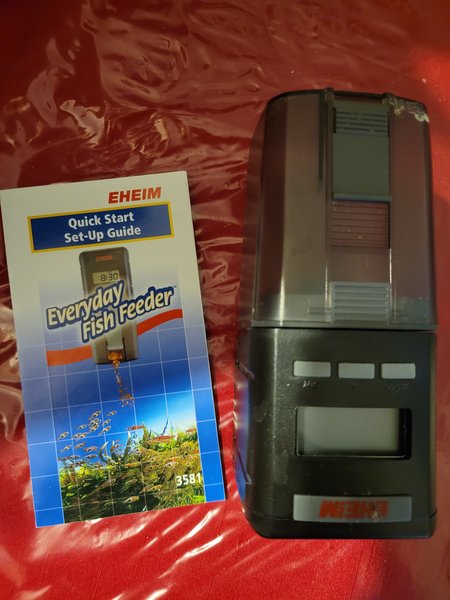 EHEIM
Quick Start
Set-Up Guide
8:30
Everyday
Fish Feeder
3581
EHEIM